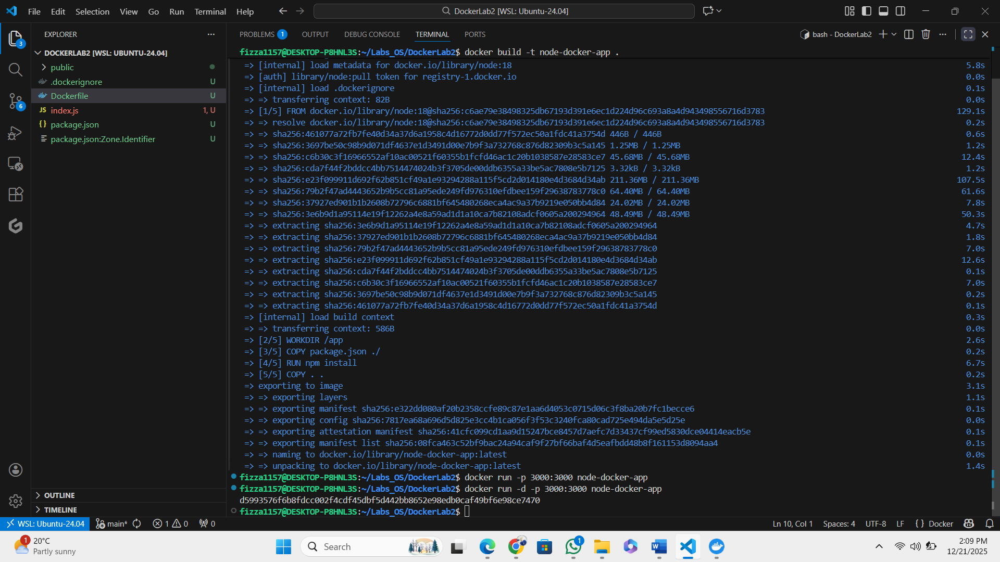 File Edit Selection View Go Run Terminal Help
DockerLab2 [WSL: Ubuntu-24.04]
EXPLORER
DOCKERLAB2 [WSL: UBUNTU-24.04]
public
.dockerignore U
Dockerfile U
JS index.js 1, U
{} package.json U
package.json:Zone.Identifier U
OUTLINE
TIMELINE
3
6
PROBLEMS 1 OUTPUT DEBUG CONSOLE TERMINAL PORTS
bash - DockerLab2
fizza1157@DESKTOP-P8HNL3S:~/Labs_OS/DockerLab2$ docker build -t node-docker-app .
=> [internal] load metadata for docker.io/library/node:18 5.8s
=> [auth] library/node:pull token for registry-1.docker.io 0.0s
=> [internal] load .dockerignore 0.1s
=> => transferring context: 82B 0.0s
=> [1/5] FROM docker.io/library/node:18@sha256:c6ae79e38498325db67193d391e6ec1d224d96c693a8a4d943498556716d3783 129.1s
=> => resolve docker.io/library/node:18@sha256:c6ae79e38498325db67193d391e6ec1d224d96c693a8a4d943498556716d3783 0.2s
=> => sha256:461077a72fb7fe40d34a37d6a1958c4d16772d0dd77f572ec50a1fdc41a3754d 446B / 446B 0.6s
=> => sha256:3697be50c98b9d071df4637e1d3491d00e7b9f3a732768c876d82309b3c5a145 1.25MB / 1.25MB 1.2s
=> => sha256:c6b30c3f16966552af10ac00521f60355b1fcfd46ac1c20b1038587e28583ce7 45.68MB / 45.68MB 12.4s
=> => sha256:cda7f44f2bddcc4bb7514474024b3f3705de00ddb6355a33be5ac7808e5b7125 3.32kB / 3.32kB 1.2s
=> => sha256:e23f099911d692f62b851cf49a1e93294288a115f5cd2d014180e4d3684d34ab 211.36MB / 211.36MB 107.5s
=> => sha256:79b2f47ad4443652b9b5cc81a95ede249fd976310efdbee159f29638783778c0 64.40MB / 64.40MB 61.6s
=> => sha256:37927ed901b1b2608b72796c6881bf645480268eca4ac9a37b9219e050bb4d84 24.02MB / 24.02MB 7.8s
=> => sha256:3e6b9d1a95114e19f12262a4e8a59ad1d1a10ca7b82108adcf0605a200294964 48.49MB / 48.49MB 50.3s
=> => extracting sha256:3e6b9d1a95114e19f12262a4e8a59ad1d1a10ca7b82108adcf0605a200294964 4.7s
=> => extracting sha256:37927ed901b1b2608b72796c6881bf645480268eca4ac9a37b9219e050bb4d84 1.8s
=> => extracting sha256:79b2f47ad4443652b9b5cc81a95ede249fd976310efdbee159f29638783778c0 7.0s
=> => extracting sha256:e23f099911d692f62b851cf49a1e93294288a115f5cd2d014180e4d3684d34ab 12.6s
=> => extracting sha256:cda7f44f2bddcc4bb7514474024b3f3705de00ddb6355a33be5ac7808e5b7125 0.1s
=> => extracting sha256:c6b30c3f16966552af10ac00521f60355b1fcfd46ac1c20b1038587e28583ce7 7.0s
=> => extracting sha256:3697be50c98b9d071df4637e1d3491d00e7b9f3a732768c876d82309b3c5a145 0.2s
=> => extracting sha256:461077a72fb7fe40d34a37d6a1958c4d16772d0dd77f572ec50a1fdc41a3754d 0.1s
=> [internal] load build context 0.3s
=> => transferring context: 586B 0.0s
=> [2/5] WORKDIR /app 2.6s
=> [3/5] COPY package.json ./ 0.2s
=> [4/5] RUN npm install 6.7s
=> [5/5] COPY . . 0.2s
=> exporting to image 3.1s
=> => exporting layers 1.1s
=> => exporting manifest sha256:e322dd080af20b2358ccfe89c87e1aa6d4053c0715d06c3f8ba20b7fc1becce6 0.1s
=> => exporting config sha256:7817ea68a696d5d825e3cc4b1ca056f3f53c3240fca80cad725e494da5e5d25e 0.0s
=> => exporting attestation manifest sha256:41cfc099cd1aa9d15247bce8457d7aefc7d33437cf99ed5830dce04414eacb5e 0.1s
=> => exporting manifest list sha256:08fca463c52bf9bac24a94caf9f27bf66baf4d5eafbdd48b8f161153d8094aa4 0.1s
=> => naming to docker.io/library/node-docker-app:latest 0.0s
=> => unpacking to docker.io/library/node-docker-app:latest 1.4s
fizza1157@DESKTOP-P8HNL3S:~/Labs_OS/DockerLab2$ docker run -p 3000:3000 node-docker-app
fizza1157@DESKTOP-P8HNL3S:~/Labs_OS/DockerLab2$ docker run -d -p 3000:3000 node-docker-app
d5993576f6b8fdcc002f4cdf45dbf5d442bb8652e98edb0caf49bf6e98ce7470
fizza1157@DESKTOP-P8HNL3S:~/Labs_OS/DockerLab2$
WSL: Ubuntu-24.04 main* 1 0 0 Ln 10, Col 1 Spaces: 4 UTF-8 LF {} Docker
1 20°C
Partly sunny
Search
1
W
2:09 PM
12/21/2025